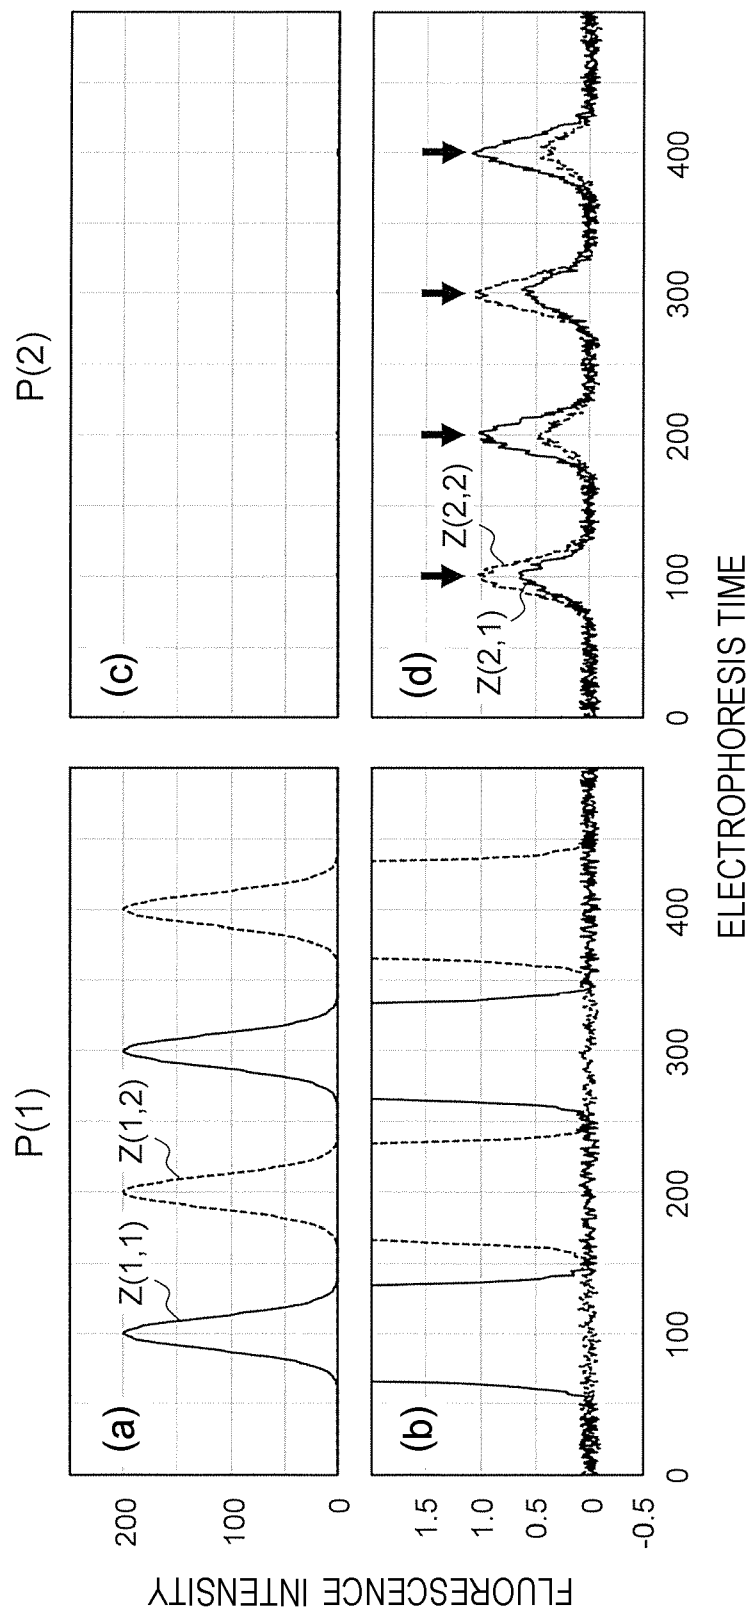 P(1)
P(2)
FLUORESCENCE INTENSITY
(a)
Z(1,1)
Z(1,2)
200
100
0
(c)
(b)
1.5
1.0
0.5
0
-0.5
0
100
200
300
400
(d)
Z(2,1)
Z(2,2)
0
100
200
300
400
ELECTROPHORESIS TIME